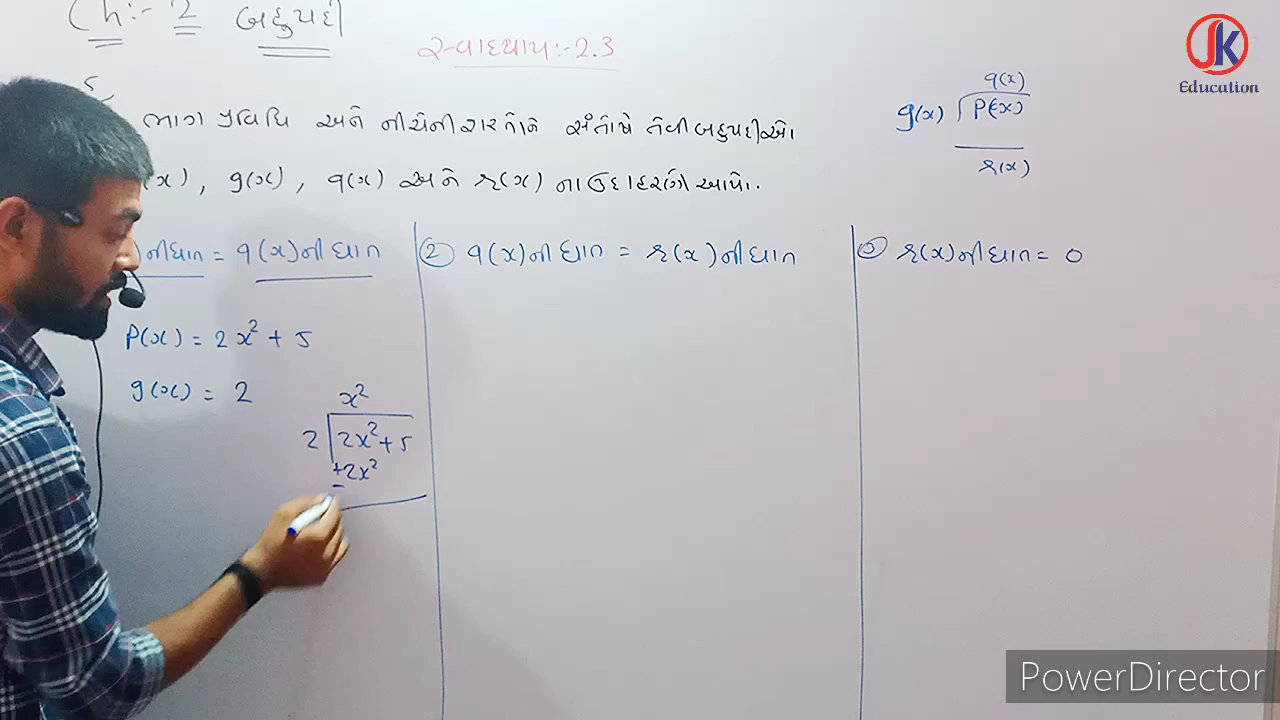 Ch:- 2 બહુપદી
સ્વાધ્યાય:- 2.3
JK
Education
5,
ભાગ પ્રવિધિ અને નીચેની શરતોને સંતોષે તેવી બહુપદીઓ
(x), g(x), q(x) અને r(x) ના ઉદાહરણો આપો.
q(x)
g(x) P(x)
r(x)
ની ઘાત = q(x)ની ઘાત
② q(x)ની ઘાત = r(x)ની ઘાત
r(x)ની ઘાત = 0
P(x) = 2x² + 5
g(x) = 2
x²
2 2x²+5
+2x²
-
PowerDirector